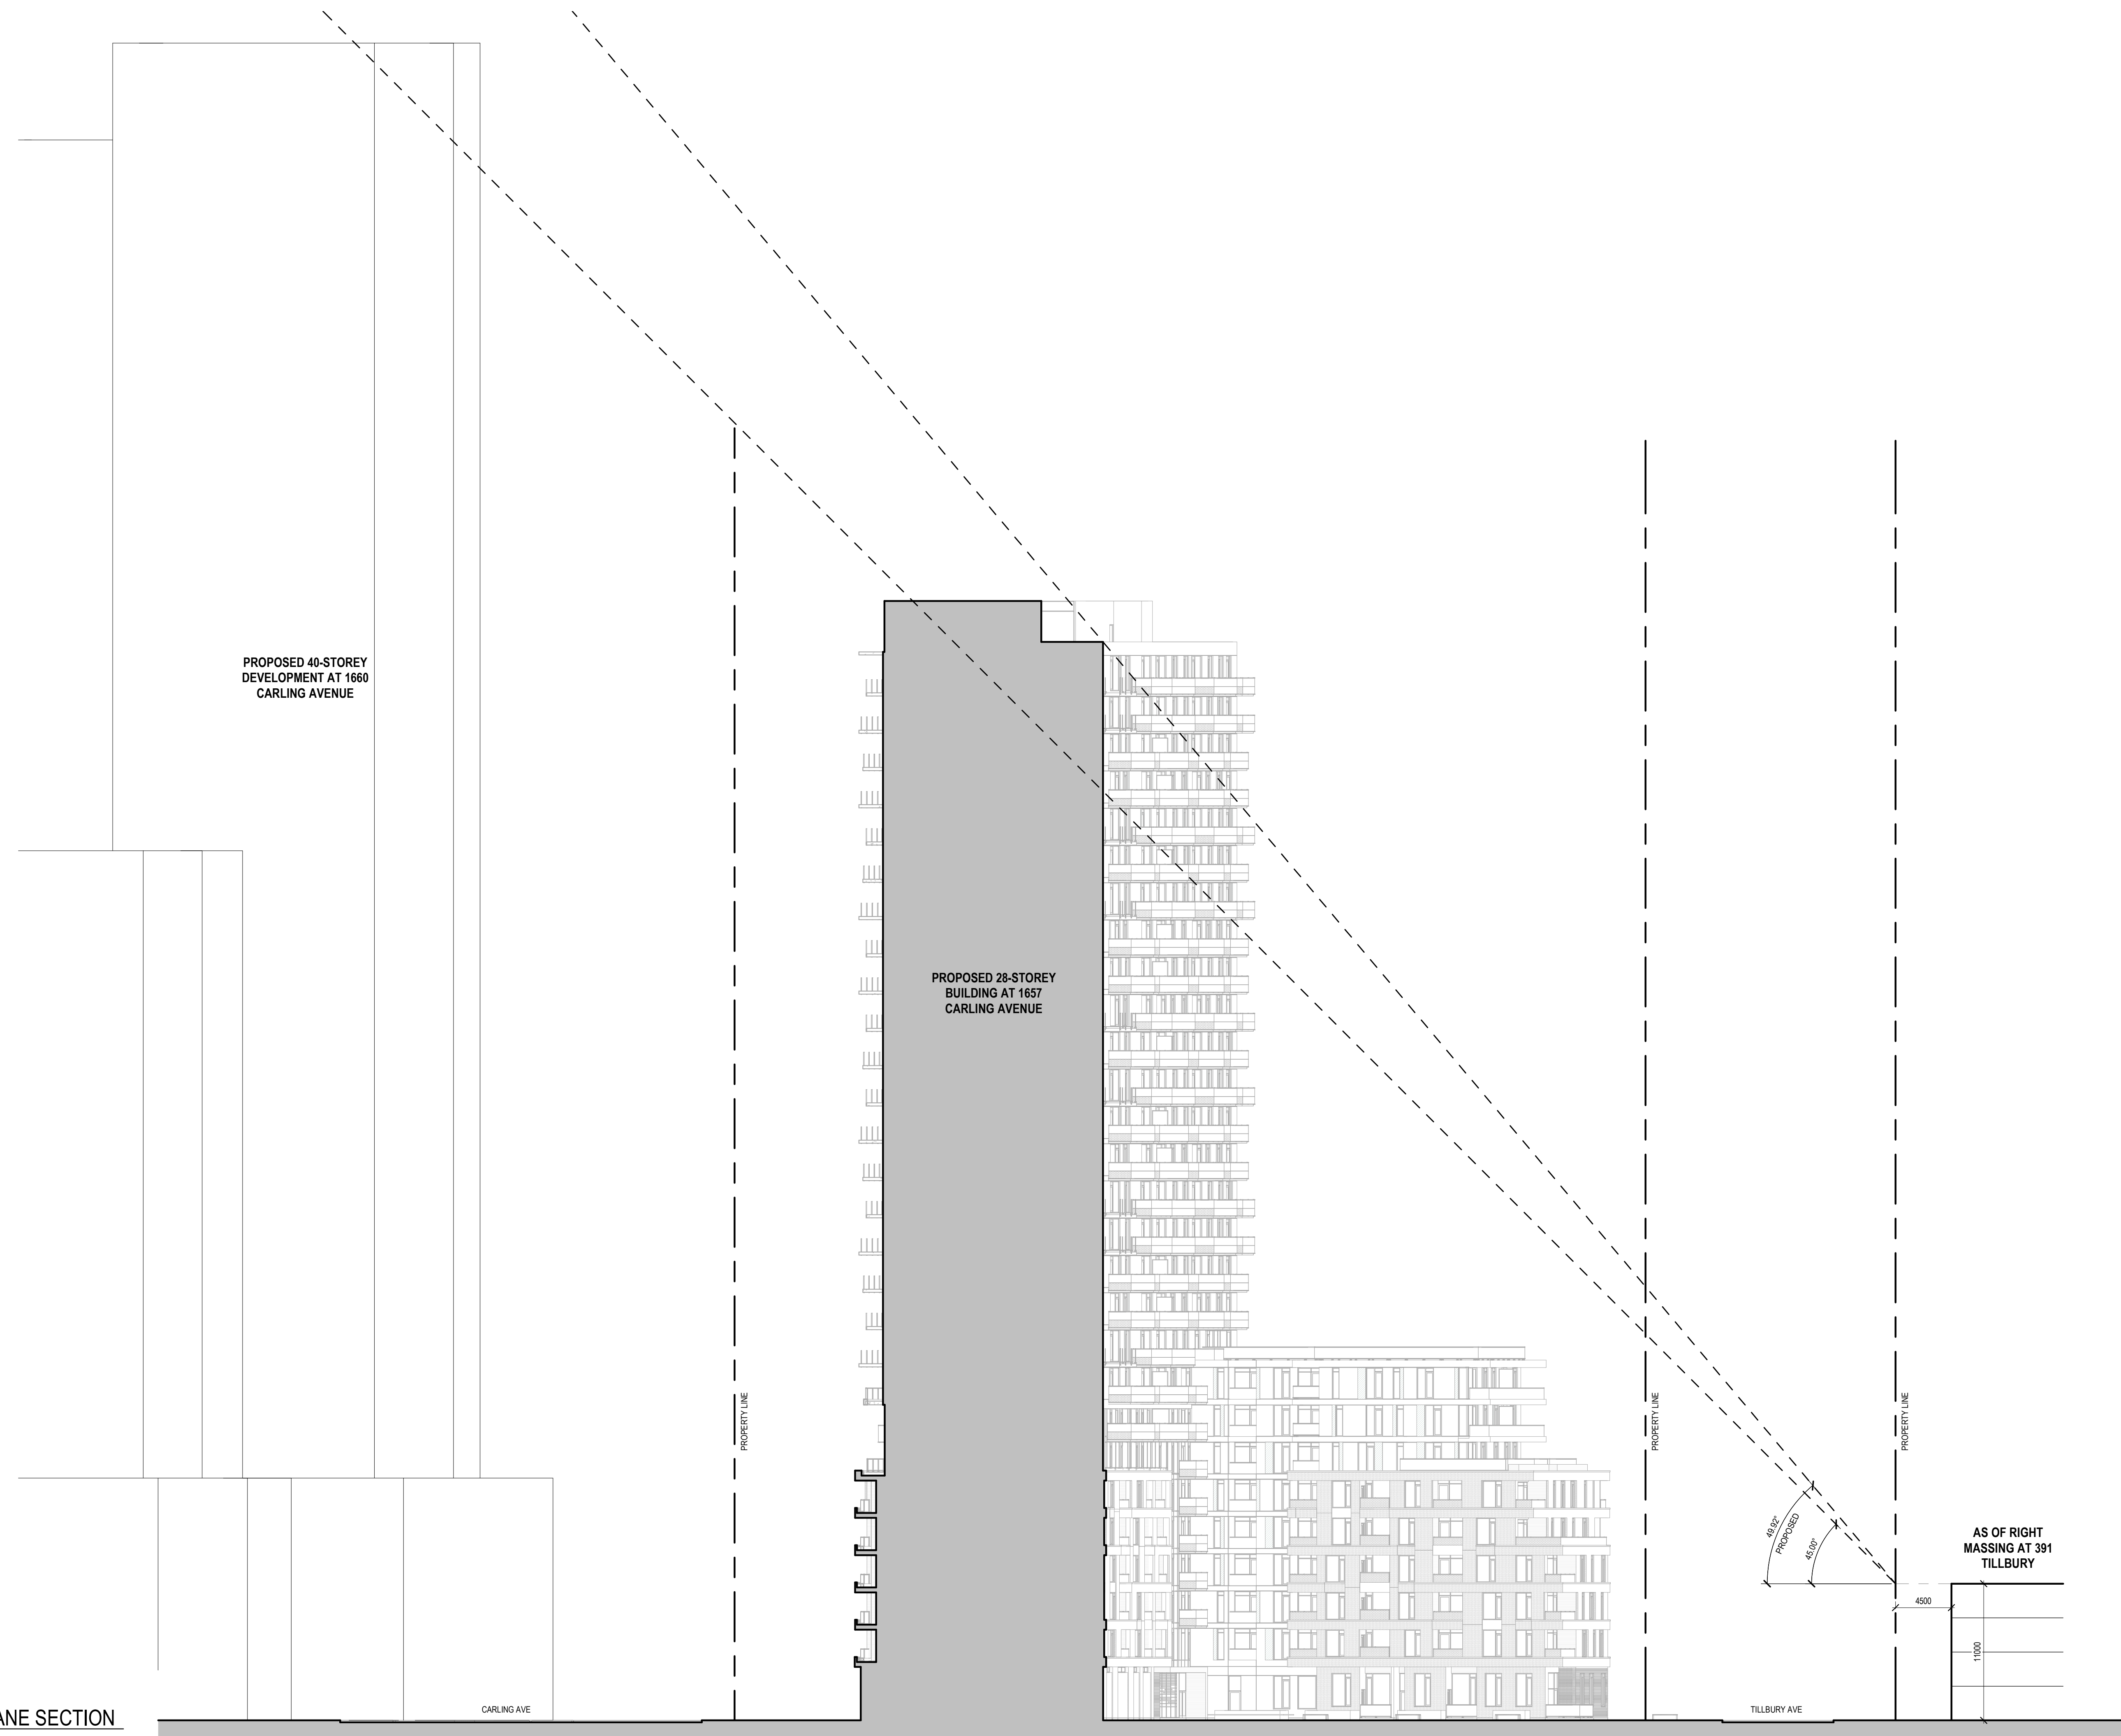 PROPOSED 40-STOREY
DEVELOPMENT AT 1660
CARLING AVENUE
PROPOSED 28-STOREY
BUILDING AT 1657
CARLING AVENUE
PROPERTY LINE
PROPERTY LINE
PROPERTY LINE
49.92°
PROPOSED
45.00°
AS OF RIGHT
MASSING AT 391
TILLBURY
4500
11000
CARLING AVE
TILLBURY AVE
ANE SECTION